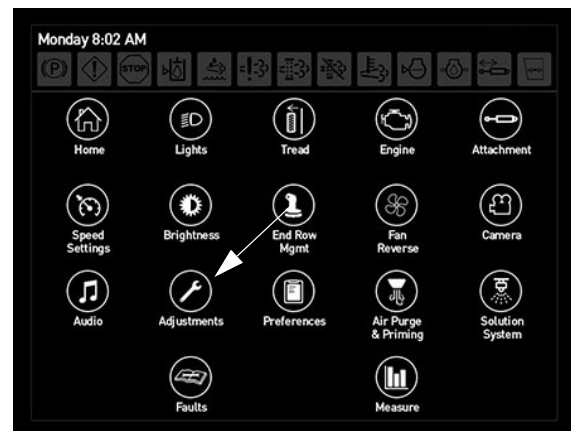 Monday 8:02 AM
(P) STOP
Home Lights Tread Engine Attachment
Speed Settings Brightness End Row Mgmt Fan Reverse Camera
Audio Adjustments Preferences Air Purge & Priming Solution System
Faults Measure